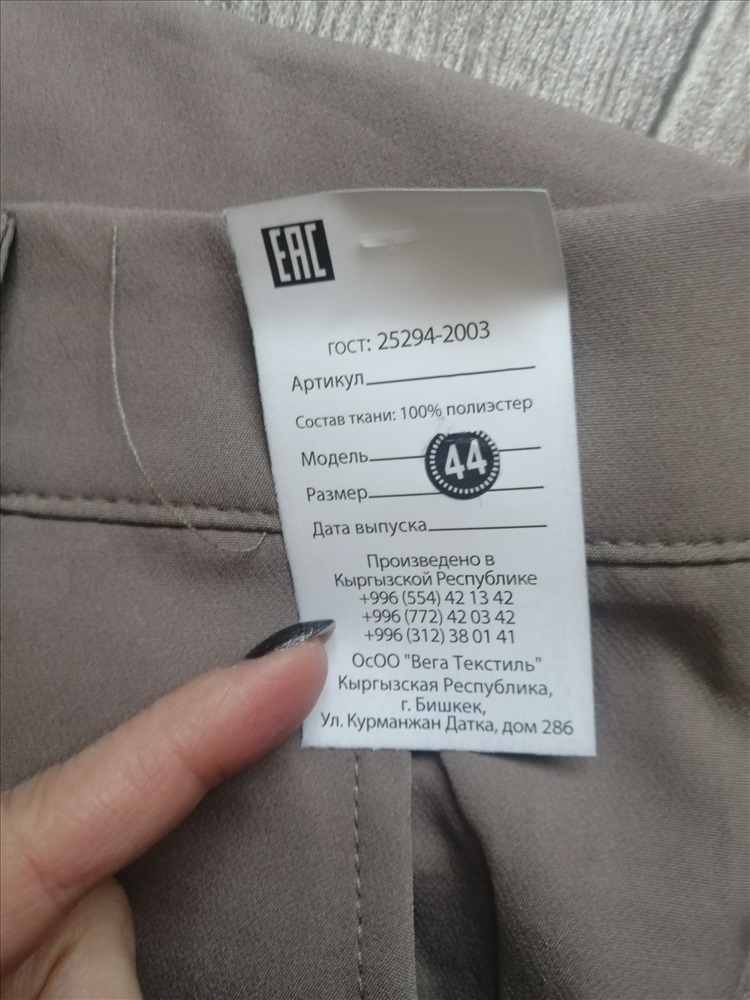 EAC
ГОСТ: 25294-2003
Артикул
Состав ткани: 100% полиэстер
Модель
44
Размер
Дата выпуска
Произведено в
Кыргызской Республике
+996 (554) 42 13 42
+996 (772) 42 03 42
+996 (312) 38 01 41
ОсОО "Вега Текстиль"
Кыргызская Республика,
г. Бишкек,
Ул. Курманжан Датка, дом 286